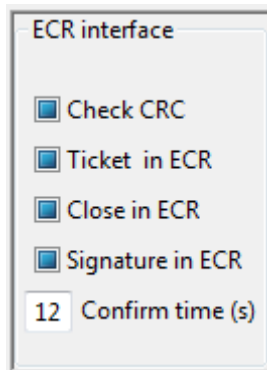 ECR interface
Check CRC
Ticket  in ECR
Close in ECR
Signature in ECR
12 Confirm time (s)